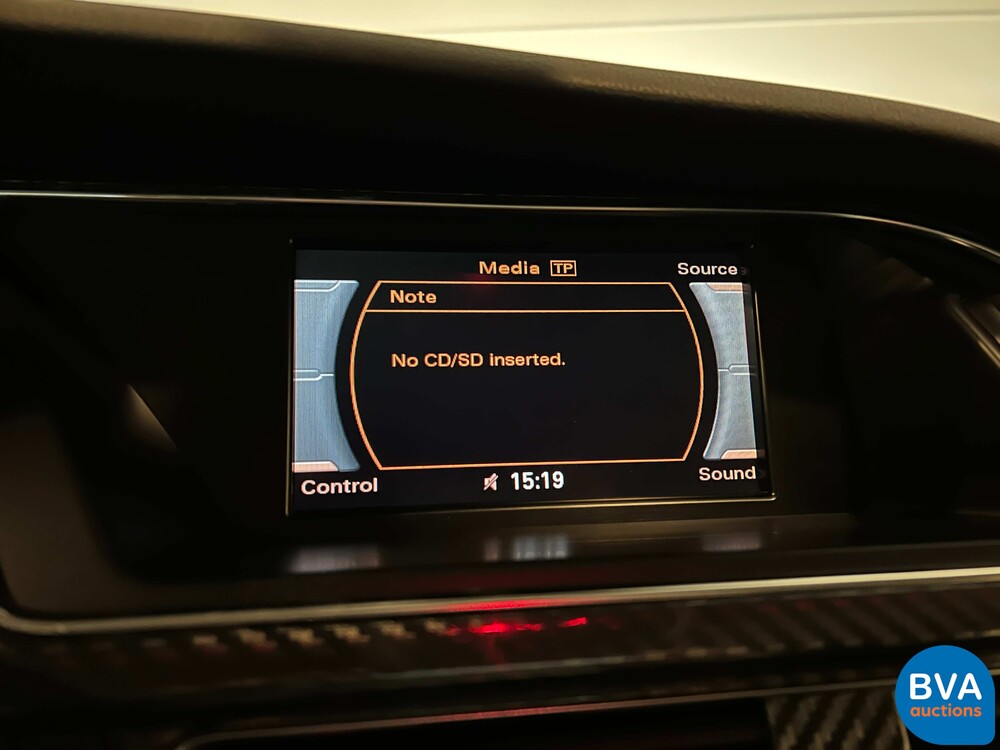 Media TP
Source
Note
No CD/SD inserted.
Control
15:19
Sound
BVA
auctions